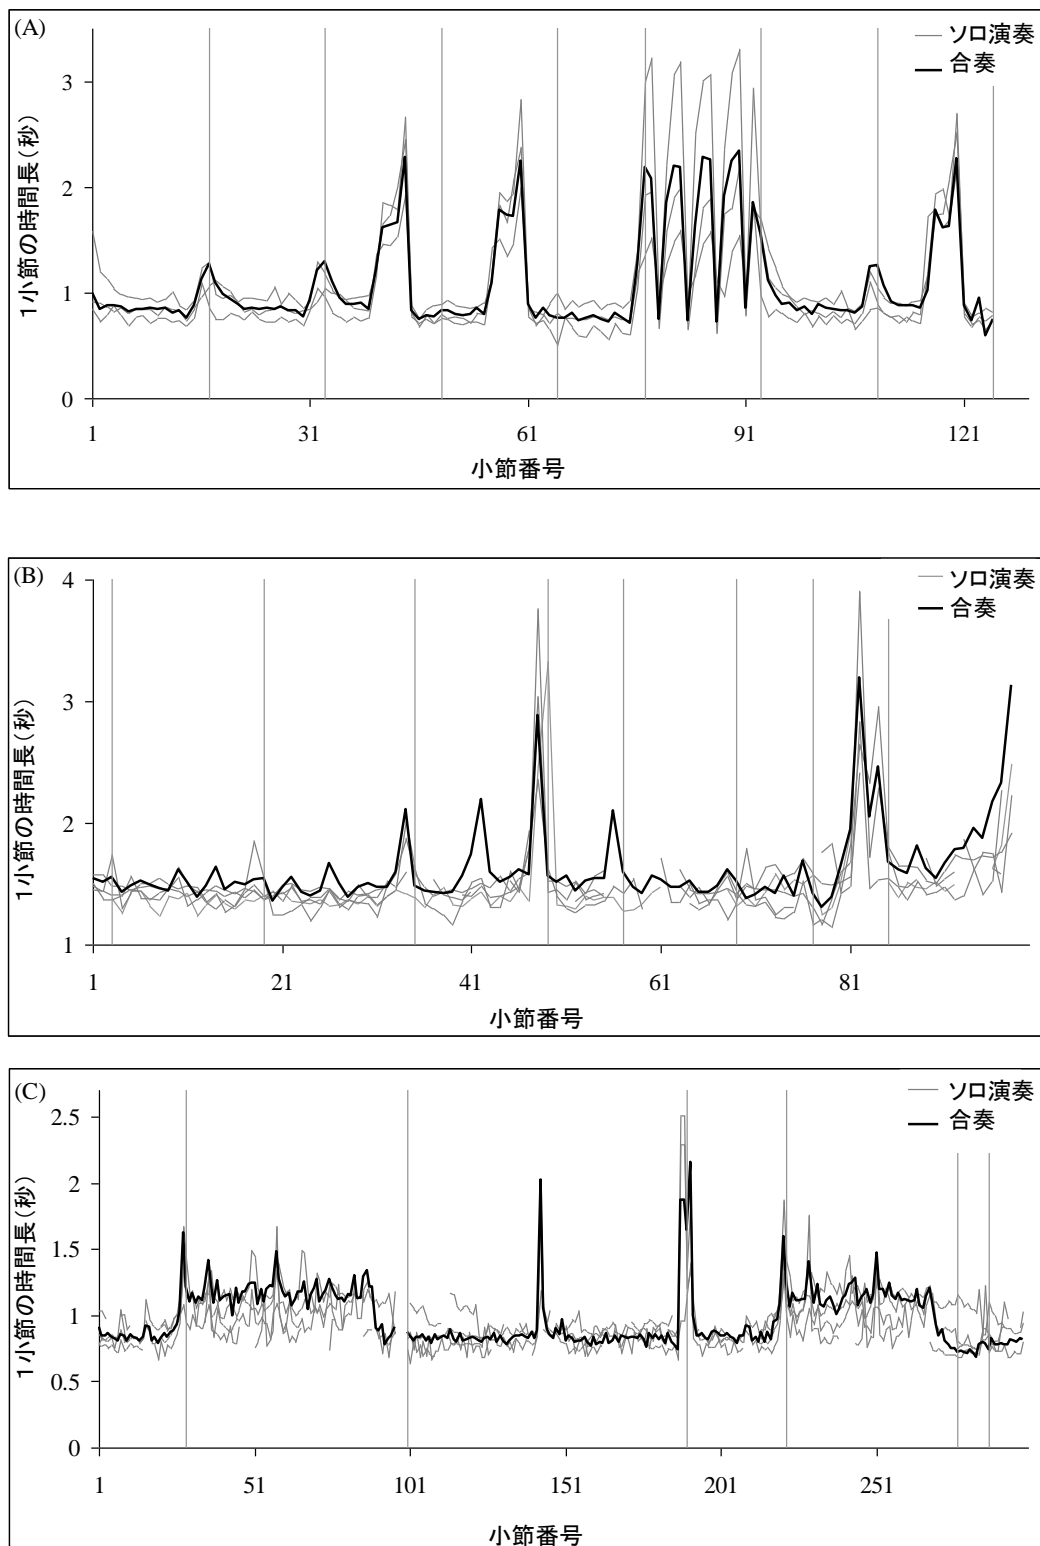 (A)
ソロ演奏
合奏
1小節の時間長(秒)
3
2
1
0
1 31 61 91 121
小節番号
(B)
ソロ演奏
合奏
1小節の時間長(秒)
4
3
2
1
1 21 41 61 81
小節番号
(C)
ソロ演奏
合奏
1小節の時間長(秒)
2.5
2
1.5
1
0.5
0
1 51 101 151 201 251
小節番号